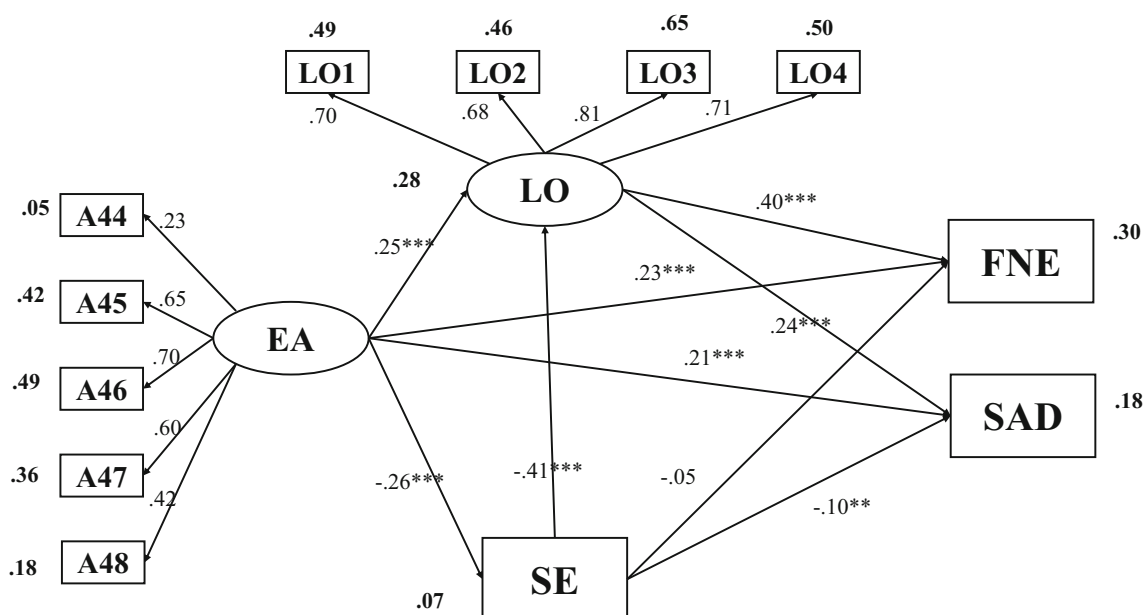 .49
.46
.65
.50
LO1
LO2
LO3
LO4
.70
.68
.81
.71
.28
LO
.05
A44
.23
.25***
.40***
.30
FNE
.23***
.42
A45
.65
EA
.24***
.70
.21***
.49
A46
.18
SAD
.60
.36
A47
.42
-.26***
-.41***
-.05
-.10**
.18
A48
SE
.07